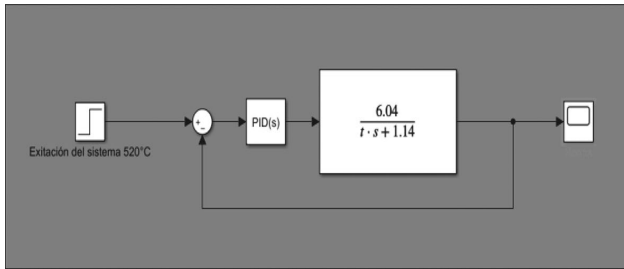 +
−
PID(s)
6.04
t · s + 1.14
Exitación del sistema 520°C